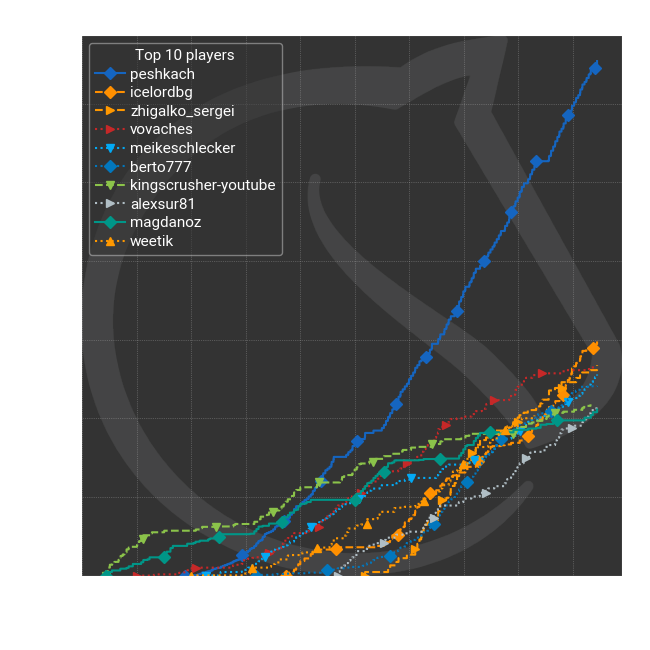 Top 10 players
peshkach
icelordbg
zhigalko_sergei
vovaches
meikeschlecker
berto777
kingscrusher-youtube
alexsur81
magdanoz
weetik